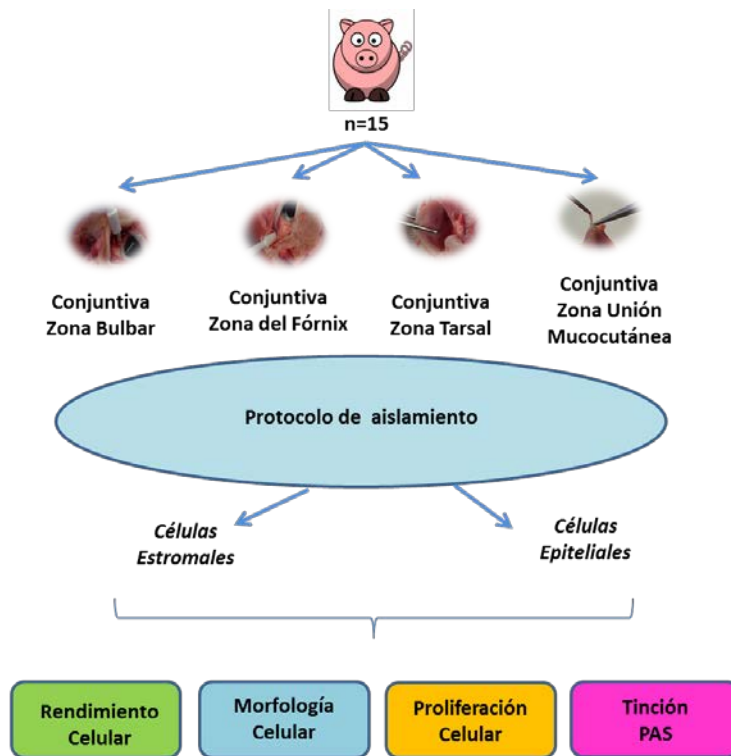 n=15
Conjuntiva
Zona Bulbar
Conjuntiva
Zona del Fórnix
Conjuntiva
Zona Tarsal
Conjuntiva
Zona Unión
Mucocutánea
Protocolo de aislamiento
Células
Estromales
Células
Epiteliales
Rendimiento
Celular
Morfología
Celular
Proliferación
Celular
Tinción
PAS